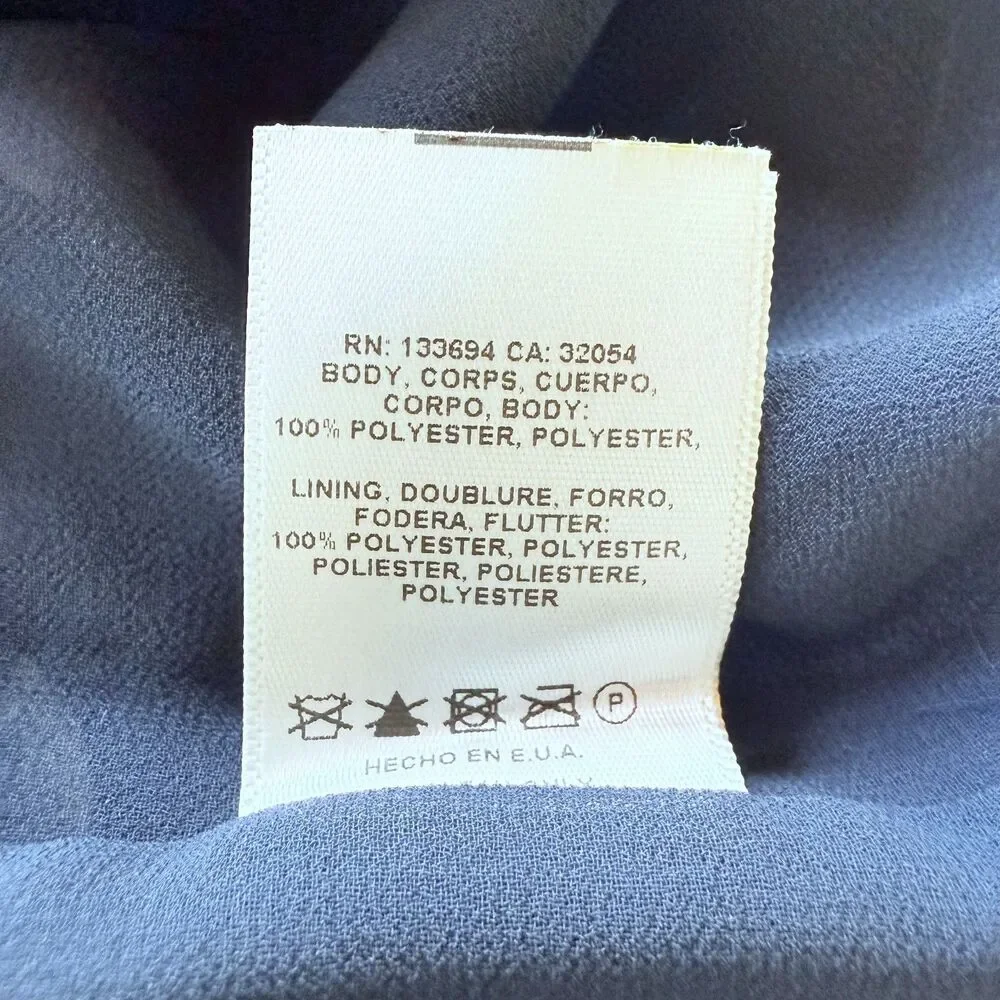 RN: 133694 CA: 32054
BODY, CORPS, CUERPO,
CORPO, BODY:
100% POLYESTER, POLYESTER,
LINING, DOUBLURE, FORRO,
FODERA, FLUTTER:
100% POLYESTER, POLYESTER,
POLIESTER, POLIESTERE,
POLYESTER
P
HECHO EN E.U.A.
ONLY